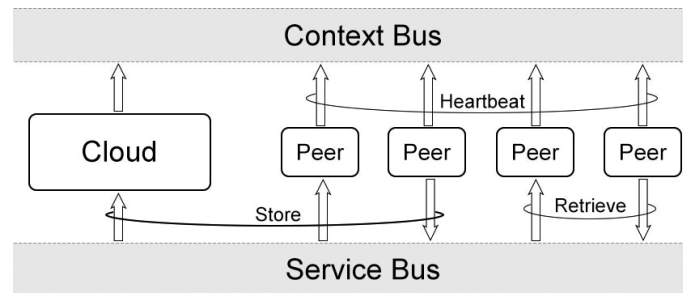 Context Bus
Heartbeat
Cloud
Peer
Peer
Peer
Peer
Store
Retrieve
Service Bus